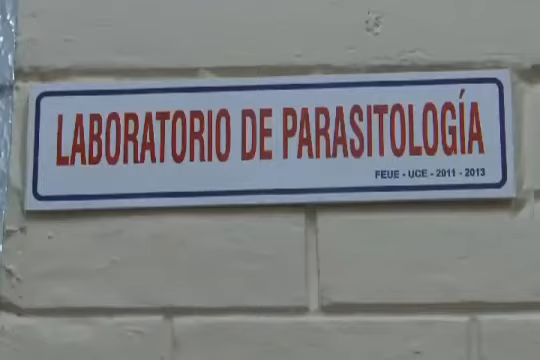 LABORATORIO DE PARASITOLOGÍA
FEUE - UCE - 2011 - 2013